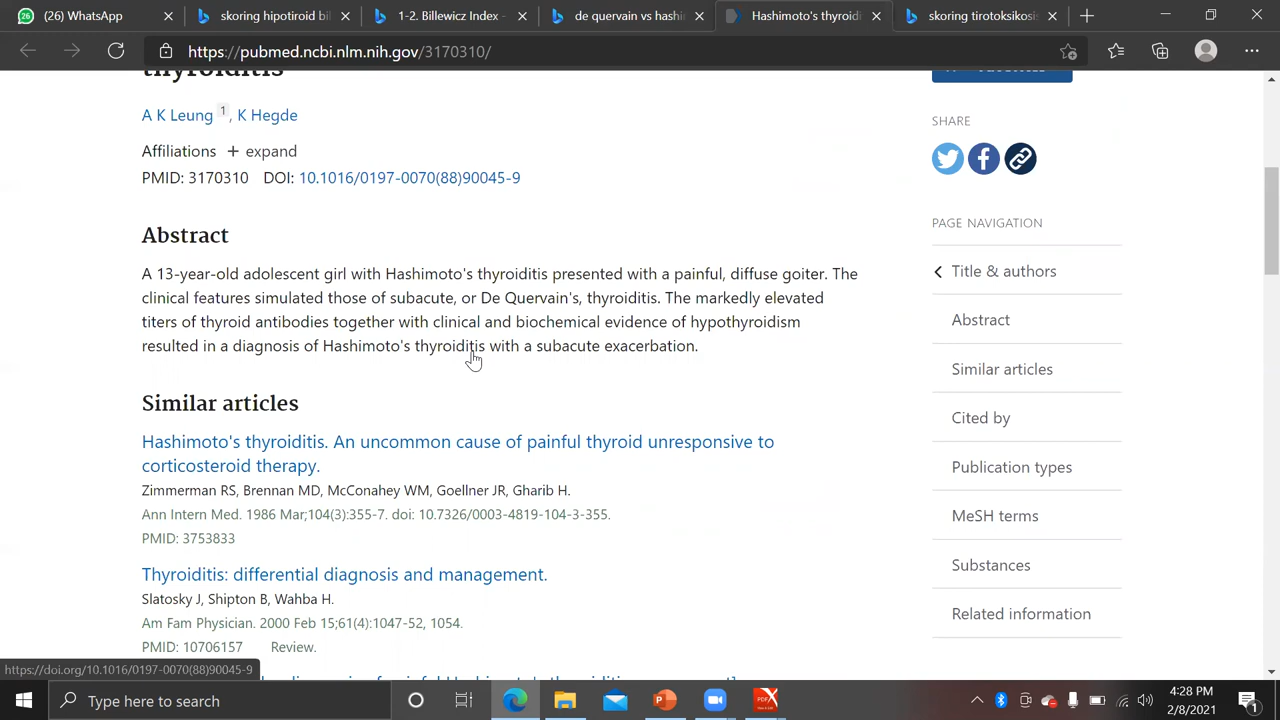 (26) WhatsApp
skoring hipotiroid bil
1-2. Billewicz Index -
de quervain vs hashi
Hashimoto's thyroidi
skoring tirotoksikosi
https://pubmed.ncbi.nlm.nih.gov/3170310/
thyroiditis
A K Leung 1, K Hegde
Affiliations + expand
PMID: 3170310 DOI: 10.1016/0197-0070(88)90045-9
Abstract
A 13-year-old adolescent girl with Hashimoto's thyroiditis presented with a painful, diffuse goiter. The
clinical features simulated those of subacute, or De Quervain's, thyroiditis. The markedly elevated
titers of thyroid antibodies together with clinical and biochemical evidence of hypothyroidism
resulted in a diagnosis of Hashimoto's thyroiditis with a subacute exacerbation.
Similar articles
Hashimoto's thyroiditis. An uncommon cause of painful thyroid unresponsive to
corticosteroid therapy.
Zimmerman RS, Brennan MD, McConahey WM, Goellner JR, Gharib H.
Ann Intern Med. 1986 Mar;104(3):355-7. doi: 10.7326/0003-4819-104-3-355.
PMID: 3753833
Thyroiditis: differential diagnosis and management.
Slatosky J, Shipton B, Wahba H.
Am Fam Physician. 2000 Feb 15;61(4):1047-52, 1054.
PMID: 10706157 Review.
SHARE
PAGE NAVIGATION
Title & authors
Abstract
Similar articles
Cited by
Publication types
MeSH terms
Substances
Related information
https://doi.org/10.1016/0197-0070(88)90045-9
Type here to search
4:28 PM
2/8/2021